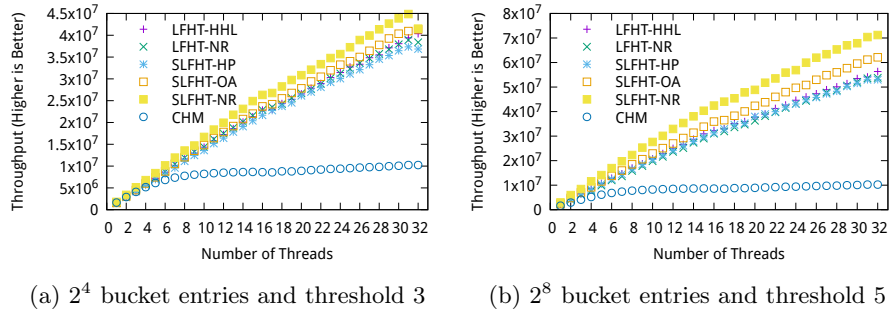 Throughput (Higher is Better)
4.5x10⁷
4x10⁷
3.5x10⁷
3x10⁷
2.5x10⁷
2x10⁷
1.5x10⁷
1x10⁷
5x10⁶
0
LFHT-HHL
LFHT-NR
SLFHT-HP
SLFHT-OA
SLFHT-NR
CHM
0 2 4 6 8 10 12 14 16 18 20 22 24 26 28 30 32
Number of Threads
(a) 2⁴ bucket entries and threshold 3
Throughput (Higher is Better)
8x10⁷
7x10⁷
6x10⁷
5x10⁷
4x10⁷
3x10⁷
2x10⁷
1x10⁷
0
LFHT-HHL
LFHT-NR
SLFHT-HP
SLFHT-OA
SLFHT-NR
CHM
0 2 4 6 8 10 12 14 16 18 20 22 24 26 28 30 32
Number of Threads
(b) 2⁸ bucket entries and threshold 5